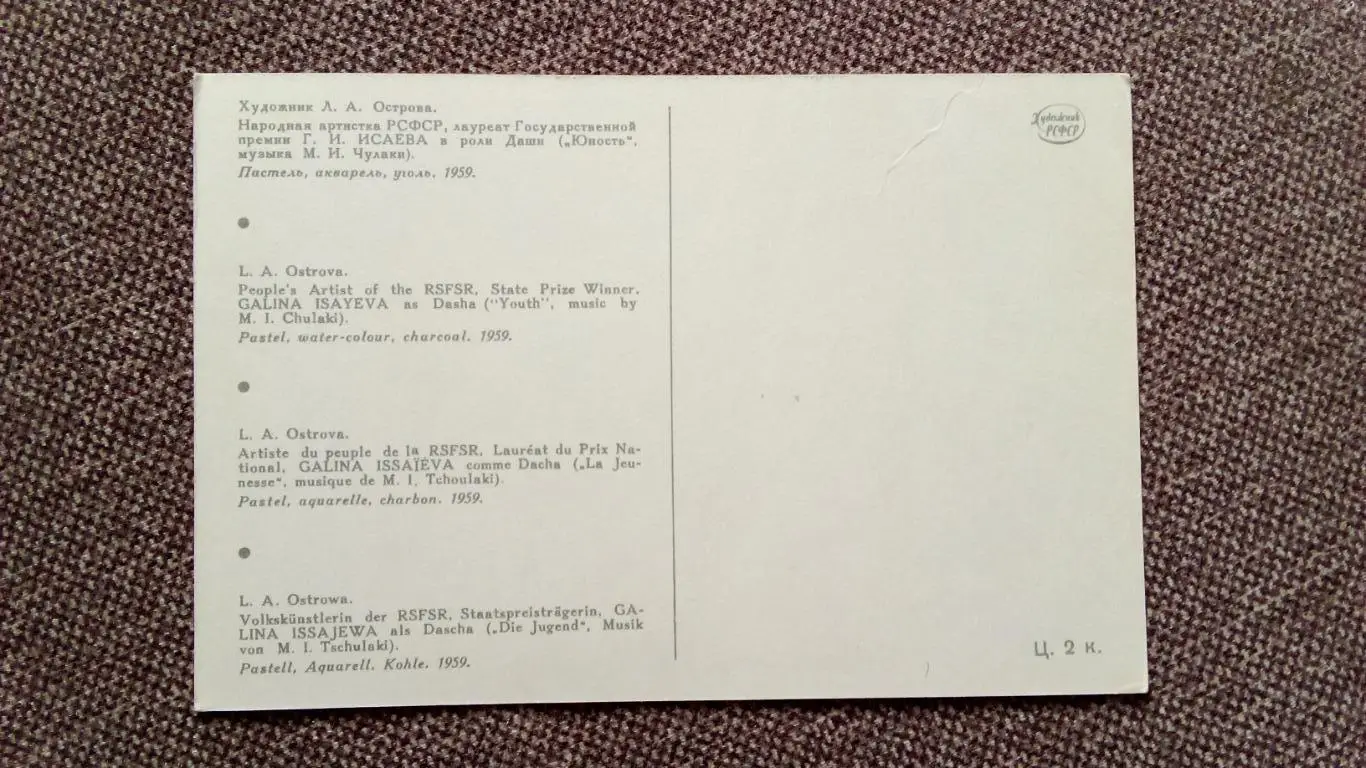 Художник Л. А. Острова.
Народная артистка РСФСР, лауреат Государственной
премии Г. И. ИСАЕВА в роли Даши („Юность“,
музыка М. И. Чулаки).
Пастель, акварель, уголь. 1959.
L. A. Ostrova.
People's Artist of the RSFSR, State Prize Winner,
GALINA ISAYEVA as Dasha ("Youth", music by
M. I. Chulaki).
Pastel, water-colour, charcoal. 1959.
L. A. Ostrova.
Artiste du peuple de la RSFSR, Lauréat du Prix Na-
tional, GALINA ISSAÏEVA comme Dacha („La Jeu-
nesse“, musique de M. I. Tchoulaki).
Pastel, aquarelle, charbon. 1959.
L. A. Ostrowa.
Volkskünstlerin der RSFSR, Staatspreisträgerin, GA-
LINA ISSAJEWA als Dascha („Die Jugend“, Musik
von M. I. Tschulaki).
Pastell, Aquarell, Kohle. 1959.
Художник
РСФСР
Ц. 2 к.